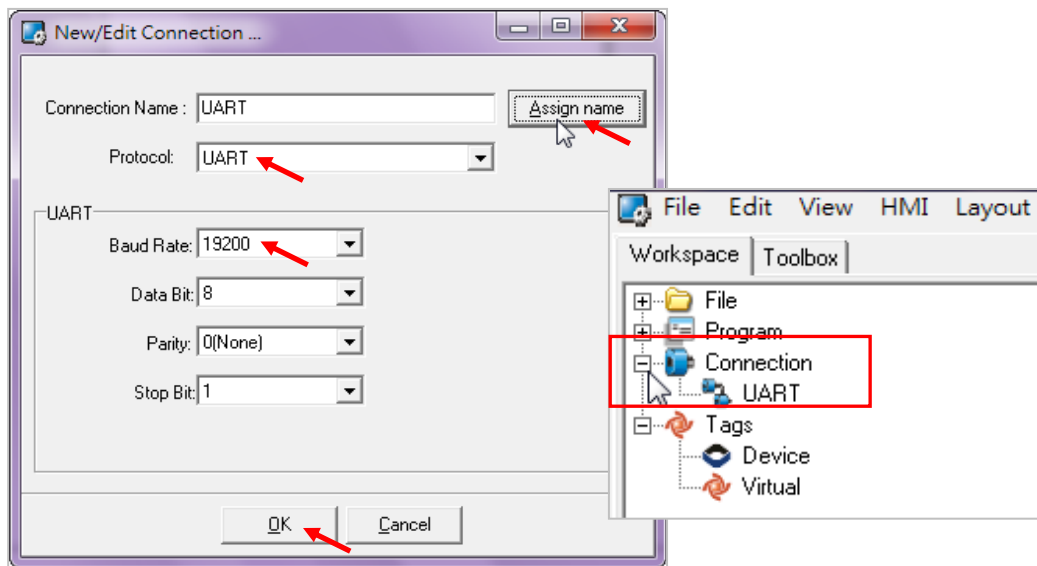 New/Edit Connection ...
Connection Name : UART
Assign name
Protocol: UART
UART
Baud Rate: 19200
Data Bit: 8
Parity: 0(None)
Stop Bit: 1
OK
Cancel
File Edit View HMI Layout
Workspace Toolbox
File
Program
Connection
UART
Tags
Device
Virtual